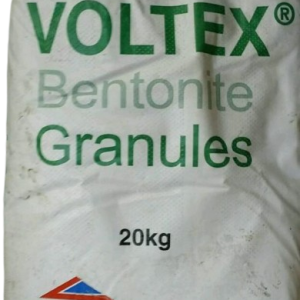 VOLTEX®
Bentonite
Granules
20kg